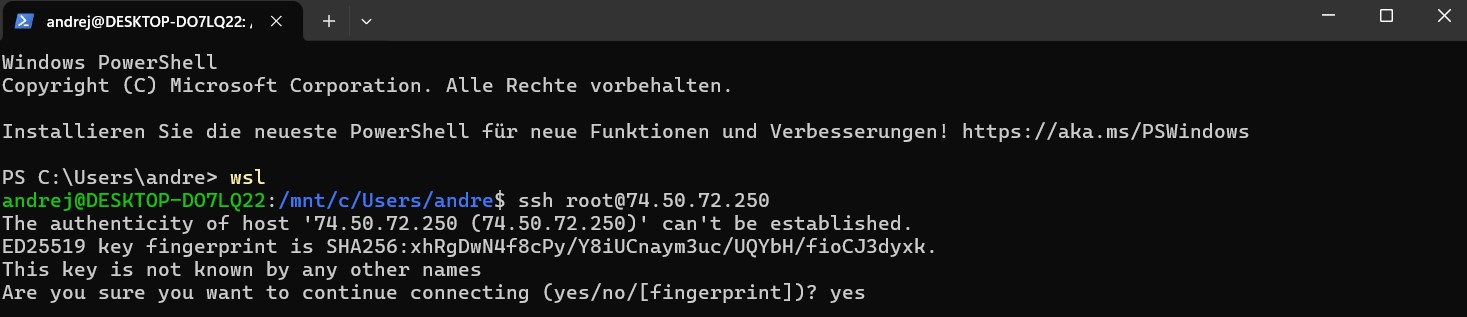 andrej@DESKTOP-DO7LQ22: /
Windows PowerShell
Copyright (C) Microsoft Corporation. Alle Rechte vorbehalten.
Installieren Sie die neueste PowerShell für neue Funktionen und Verbesserungen! https://aka.ms/PSWindows
PS C:\Users\andre> wsl
andrej@DESKTOP-DO7LQ22:/mnt/c/Users/andre$ ssh root@74.50.72.250
The authenticity of host '74.50.72.250 (74.50.72.250)' can't be established.
ED25519 key fingerprint is SHA256:xhRgDwN4f8cPy/Y8iUCnaym3uc/UQYbH/fioCJ3dyxk.
This key is not known by any other names
Are you sure you want to continue connecting (yes/no/[fingerprint])? yes